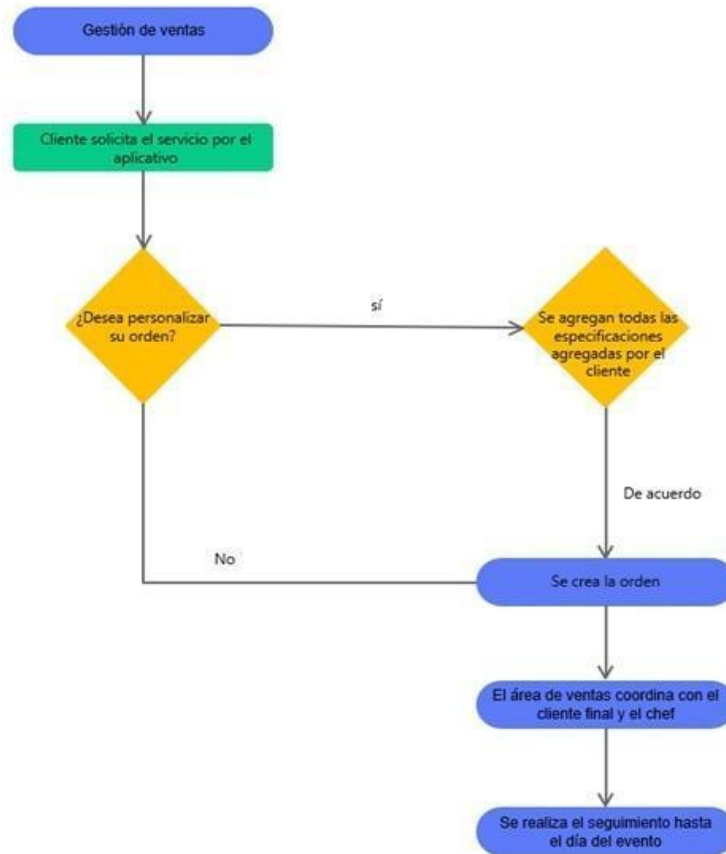 Gestión de ventas
Cliente solicita el servicio por el
aplicativo
¿Desea personalizar
su orden?
sí
Se agregan todas las
especificaciones
agregadas por el
cliente
De acuerdo
No
Se crea la orden
El área de ventas coordina con el
cliente final y el chef
Se realiza el seguimiento hasta
el día del evento